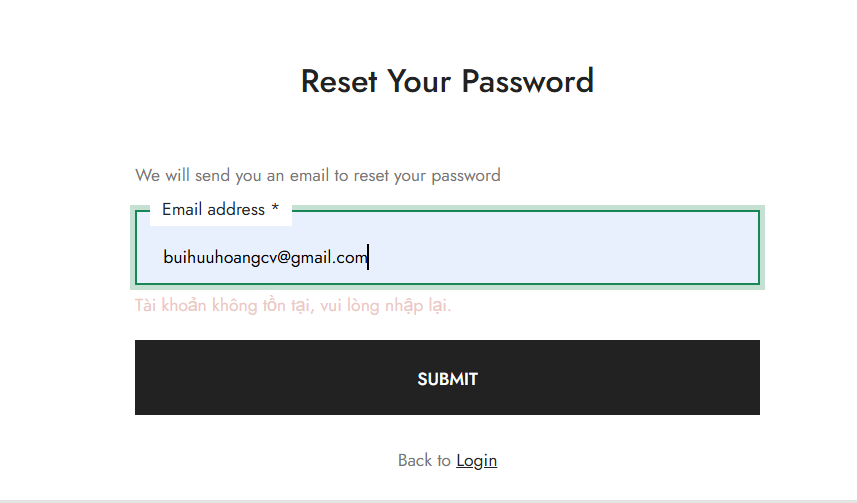 Reset Your Password
We will send you an email to reset your password
Email address *
buihuuhoangcv@gmail.com
Tài khoản không tồn tại, vui lòng nhập lại.
SUBMIT
Back to Login